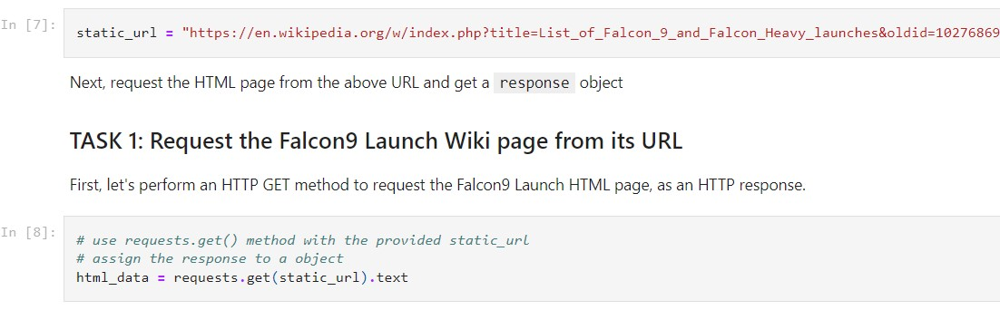 In [7]:
static_url = "https://en.wikipedia.org/w/index.php?title=List_of_Falcon_9_and_Falcon_Heavy_launches&oldid=10276869
Next, request the HTML page from the above URL and get a response object
TASK 1: Request the Falcon9 Launch Wiki page from its URL
First, let's perform an HTTP GET method to request the Falcon9 Launch HTML page, as an HTTP response.
In [8]:
# use requests.get() method with the provided static_url
# assign the response to a object
html_data = requests.get(static_url).text